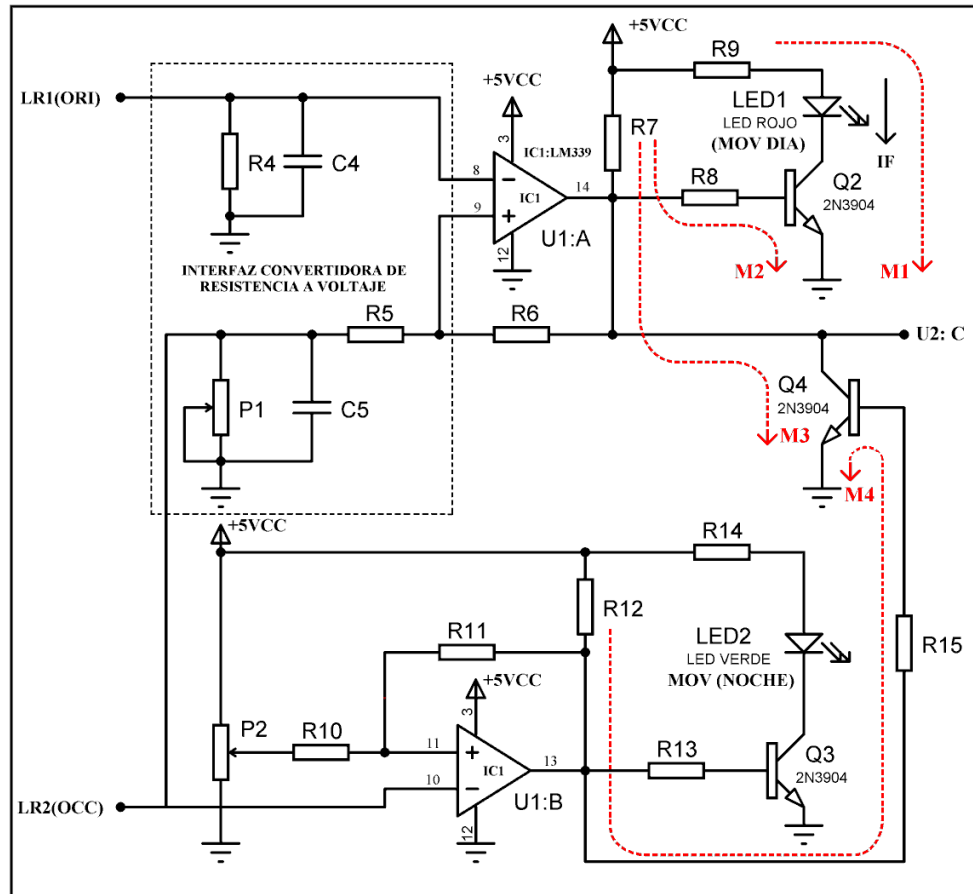 +5VCC
R9
+5VCC
LR1(ORI)
LED1
LED ROJO
(MOV DIA)
IF
3
IC1:LM339
R7
R4
C4
8
IC1
14
R8
Q2
2N3904
9
U1:A
12
M2
M1
INTERFAZ CONVERTIDORA DE
RESISTENCIA A VOLTAJE
R5
R6
U2: C
P1
C5
Q4
2N3904
M3
M4
+5VCC
R14
R12
LED2
LED VERDE
MOV (NOCHE)
R15
R11
+5VCC
3
P2
R10
11
IC1
13
R13
Q3
2N3904
10
U1:B
LR2(OCC)
12